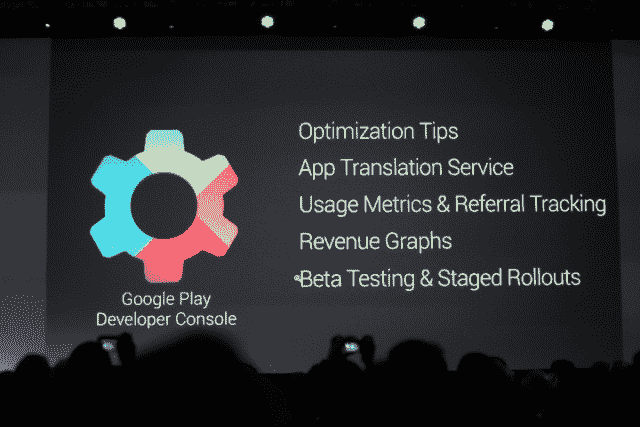 Google Play
Developer Console
Optimization Tips
App Translation Service
Usage Metrics & Referral Tracking
Revenue Graphs
Beta Testing & Staged Rollouts